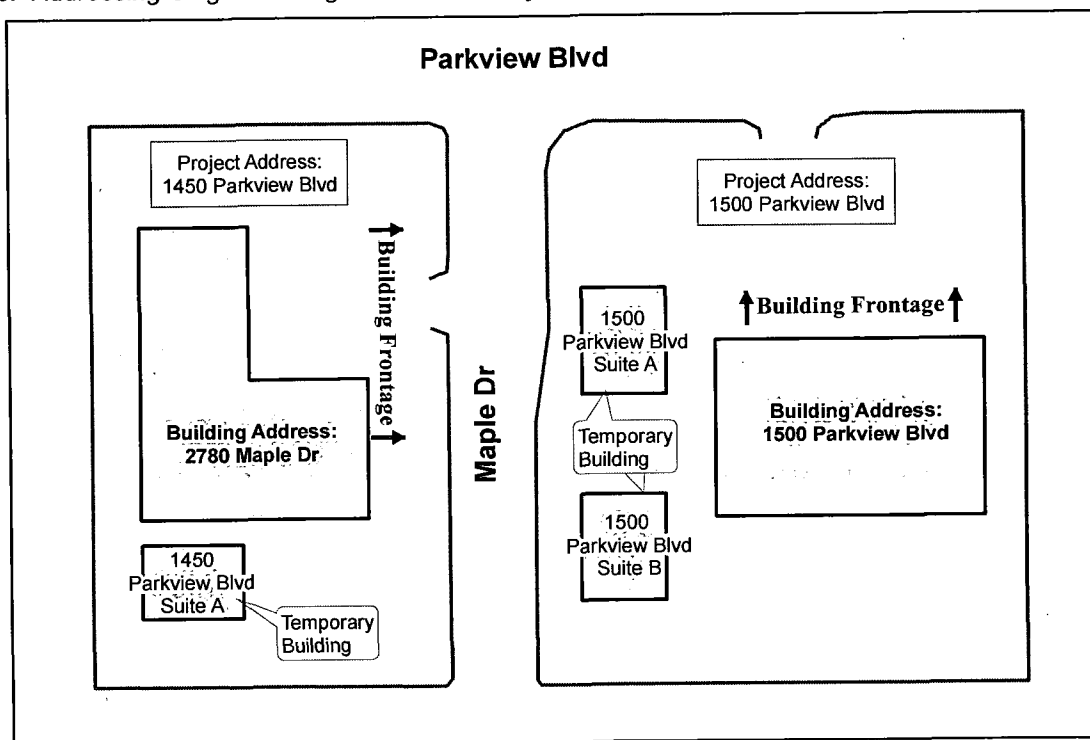 Parkview Blvd
Project Address:
1450 Parkview Blvd
Project Address:
1500 Parkview Blvd
Building Frontage
Building Address:
2780 Maple Dr
1450
Parkview Blvd
Suite A
Temporary
Building
Maple Dr
1500
Parkview Blvd
Suite A
Temporary
Building
1500
Parkview Blvd
Suite B
Building Frontage
Building Address:
1500 Parkview Blvd